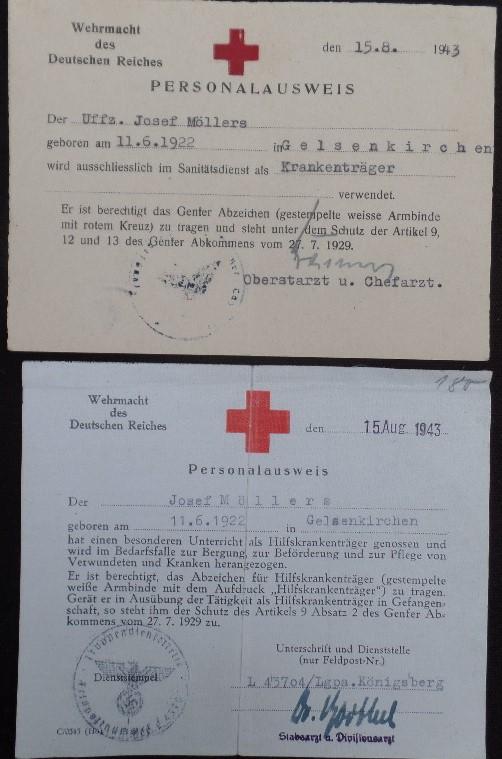 Wehrmacht
des
Deutschen Reiches
den 15.8. 1943
PERSONALAUSWEIS
Der Uffz. Josef Möllers
geboren am 11.6.1922 in Gelsenkirchen
wird ausschliesslich im Sanitätsdienst als Krankenträger
verwendet.
Er ist berechtigt das Genfer Abzeichen (gestempelte weisse Armbinde
mit rotem Kreuz) zu tragen und steht unter dem Schutz der Artikel 9,
12 und 13 des Genfer Abkommens vom 27. 7. 1929.
Oberstarzt u. Chefarzt.
Wehrmacht
des
Deutschen Reiches
den 15.Aug. 1943
Personalausweis
Der Josef Möllers
geboren am 11.6.1922 in Gelsenkirchen
hat einen besonderen Unterricht als Hilfskrankenträger genossen und
wird im Bedarfsfalle zur Bergung, zur Beförderung und zur Pflege von
Verwundeten und Kranken herangezogen.
Er ist berechtigt, das Abzeichen für Hilfskrankenträger (gestempelte
weiße Armbinde mit dem Aufdruck „Hilfskrankenträger“) zu tragen.
Gerät er in Ausübung der Tätigkeit als Hilfskrankenträger in Gefangen-
schaft, so steht ihm der Schutz des Artikels 9 Absatz 2 des Genfer Ab-
kommens vom 27. 7. 1929 zu.
Unterschrift und Dienststelle
(nur Feldpost-Nr.)
Dienststempel
L 43704/Lgpa.Königsberg
Stabsarzt u. Divisionsarzt